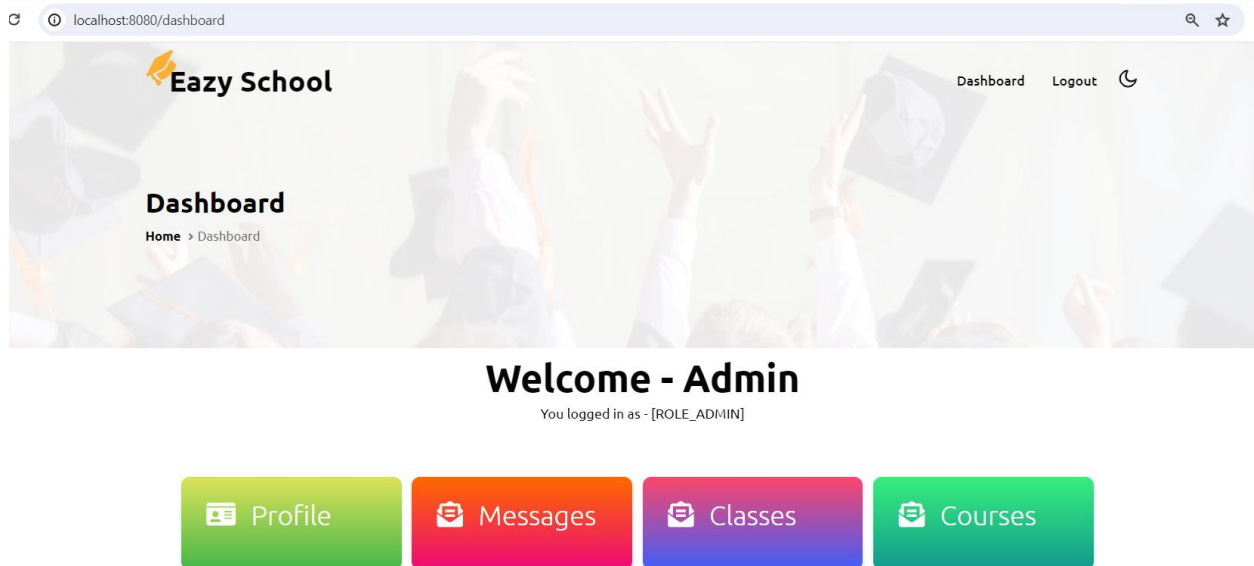 localhost:8080/dashboard
Eazy School
Dashboard Logout
Dashboard
Home > Dashboard
Welcome - Admin
You logged in as - [ROLE_ADMIN]
Profile Messages Classes Courses